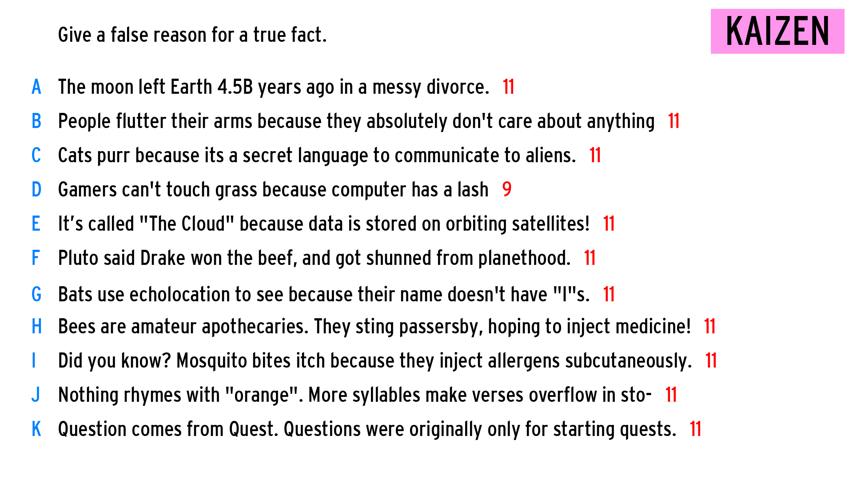 Give a false reason for a true fact.
KAIZEN
A The moon left Earth 4.5B years ago in a messy divorce. 11
B People flutter their arms because they absolutely don't care about anything 11
C Cats purr because its a secret language to communicate to aliens. 11
D Gamers can't touch grass because computer has a lash 9
E It’s called "The Cloud" because data is stored on orbiting satellites! 11
F Pluto said Drake won the beef, and got shunned from planethood. 11
G Bats use echolocation to see because their name doesn't have "I"s. 11
H Bees are amateur apothecaries. They sting passersby, hoping to inject medicine! 11
I Did you know? Mosquito bites itch because they inject allergens subcutaneously. 11
J Nothing rhymes with "orange". More syllables make verses overflow in sto- 11
K Question comes from Quest. Questions were originally only for starting quests. 11